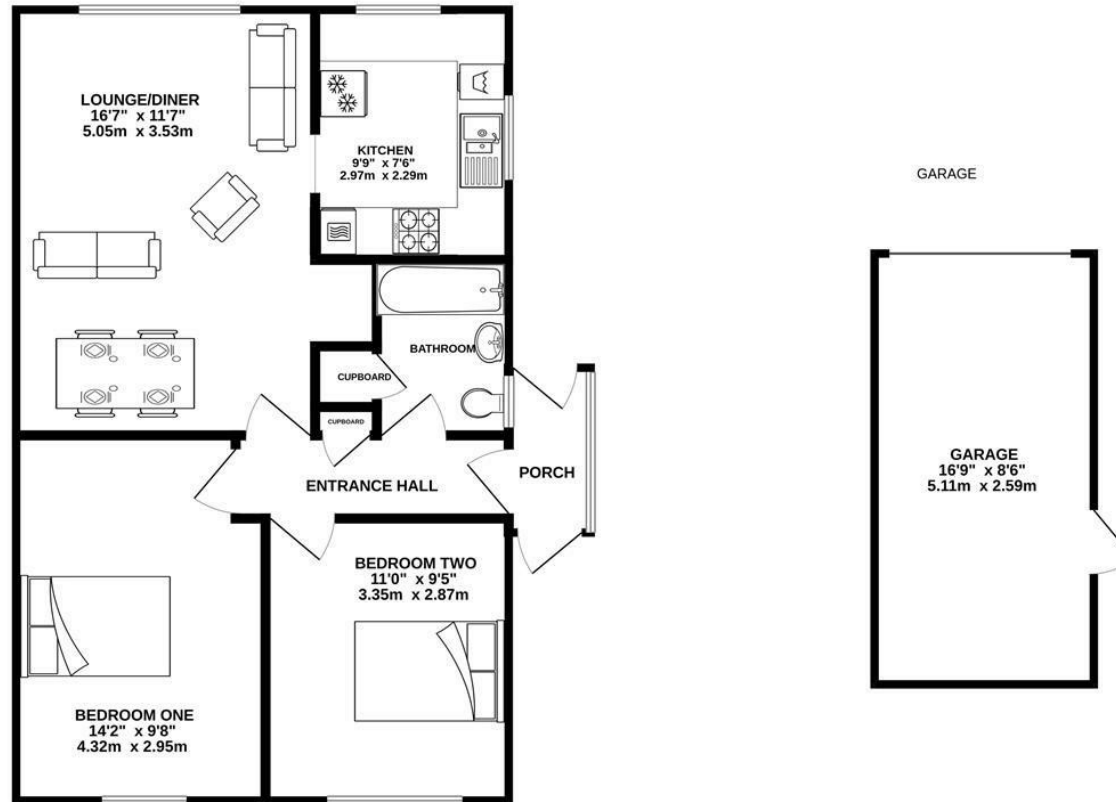 LOUNGE/DINER
16'7" x 11'7"
5.05m x 3.53m
KITCHEN
9'9" x 7'6"
2.97m x 2.29m
BATHROOM
CUPBOARD
CUPBOARD
ENTRANCE HALL
PORCH
BEDROOM TWO
11'0" x 9'5"
3.35m x 2.87m
BEDROOM ONE
14'2" x 9'8"
4.32m x 2.95m
GARAGE
GARAGE
16'9" x 8'6"
5.11m x 2.59m